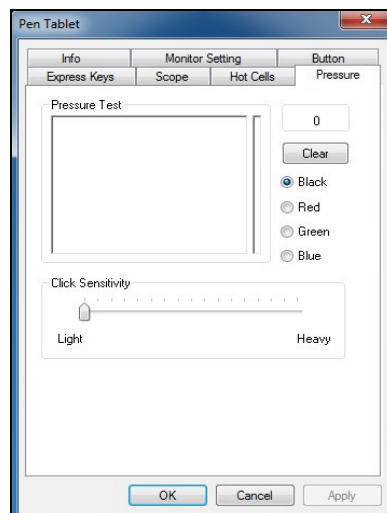 Pen Tablet
Info Monitor Setting Button
Express Keys Scope Hot Cells Pressure
Pressure Test
0
Clear
Black
Red
Green
Blue
Click Sensitivity
Light Heavy
OK Cancel Apply